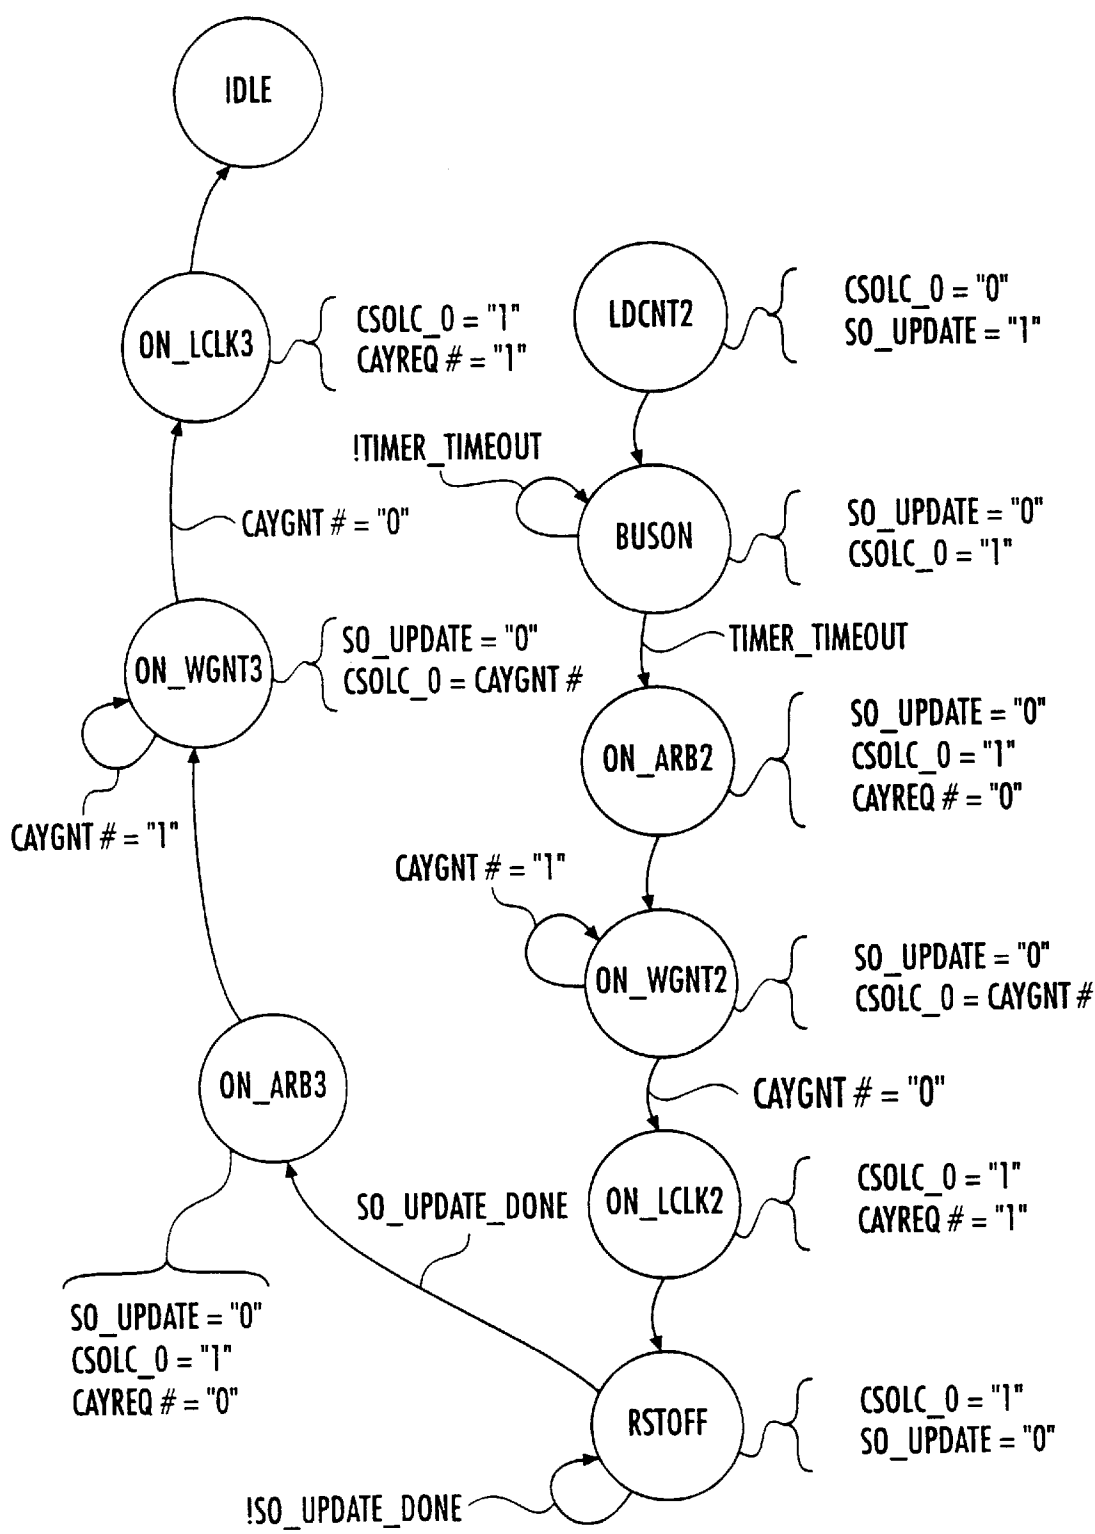 IDLE
LDCNT2
CSOLC_0 = "0"
SO_UPDATE = "1"
ON_LCLK3
CSOLC_0 = "1"
CAYREQ # = "1"
!TIMER_TIMEOUT
BUSON
SO_UPDATE = "0"
CSOLC_0 = "1"
CAYGNT # = "0"
TIMER_TIMEOUT
ON_WGNT3
SO_UPDATE = "0"
CSOLC_0 = CAYGNT #
CAYGNT # = "1"
ON_ARB2
SO_UPDATE = "0"
CSOLC_0 = "1"
CAYREQ # = "0"
CAYGNT # = "1"
ON_WGNT2
SO_UPDATE = "0"
CSOLC_0 = CAYGNT #
CAYGNT # = "0"
ON_ARB3
SO_UPDATE = "0"
CSOLC_0 = "1"
CAYREQ # = "0"
ON_LCLK2
CSOLC_0 = "1"
CAYREQ # = "1"
SO_UPDATE_DONE
RSTOFF
CSOLC_0 = "1"
SO_UPDATE = "0"
!SO_UPDATE_DONE